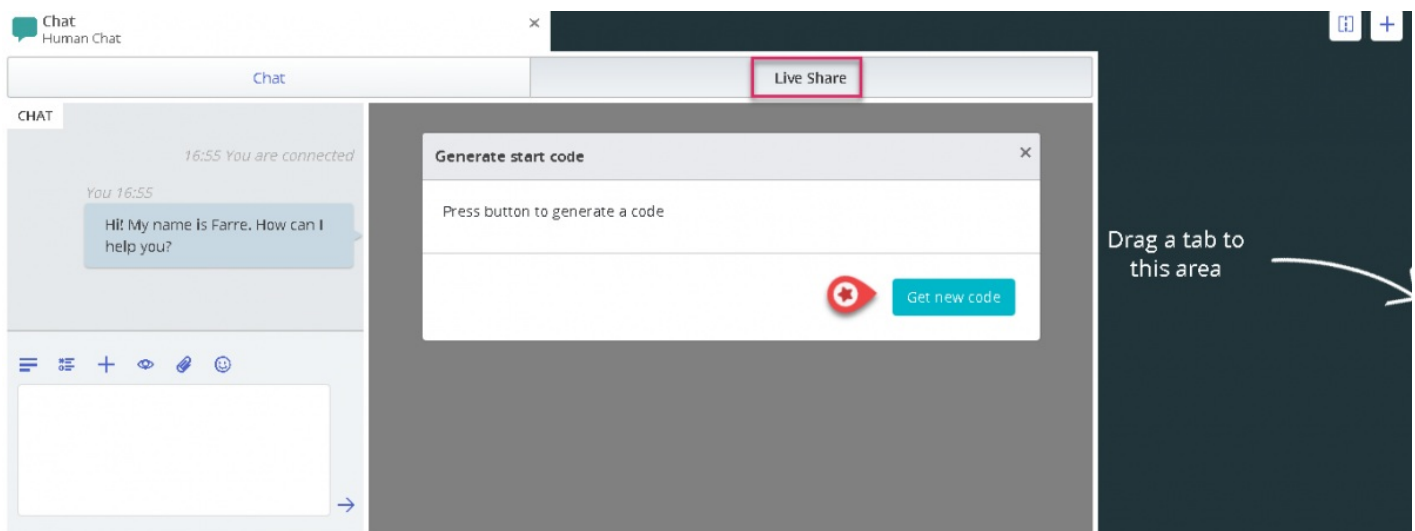 Chat
Human Chat
Chat
Live Share
CHAT
16:55 You are connected
You 16:55
Hi! My name is Farre. How can I
help you?
Generate start code
Press button to generate a code
Get new code
Drag a tab to
this area